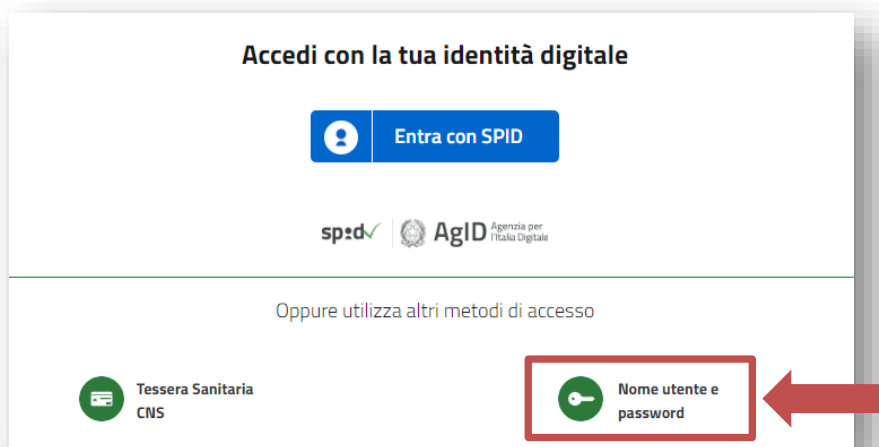 Accedi con la tua identità digitale
Entra con SPID
spid
AgID
Agenzia per
l'Italia Digitale
Oppure utilizza altri metodi di accesso
Tessera Sanitaria
CNS
Nome utente e
password